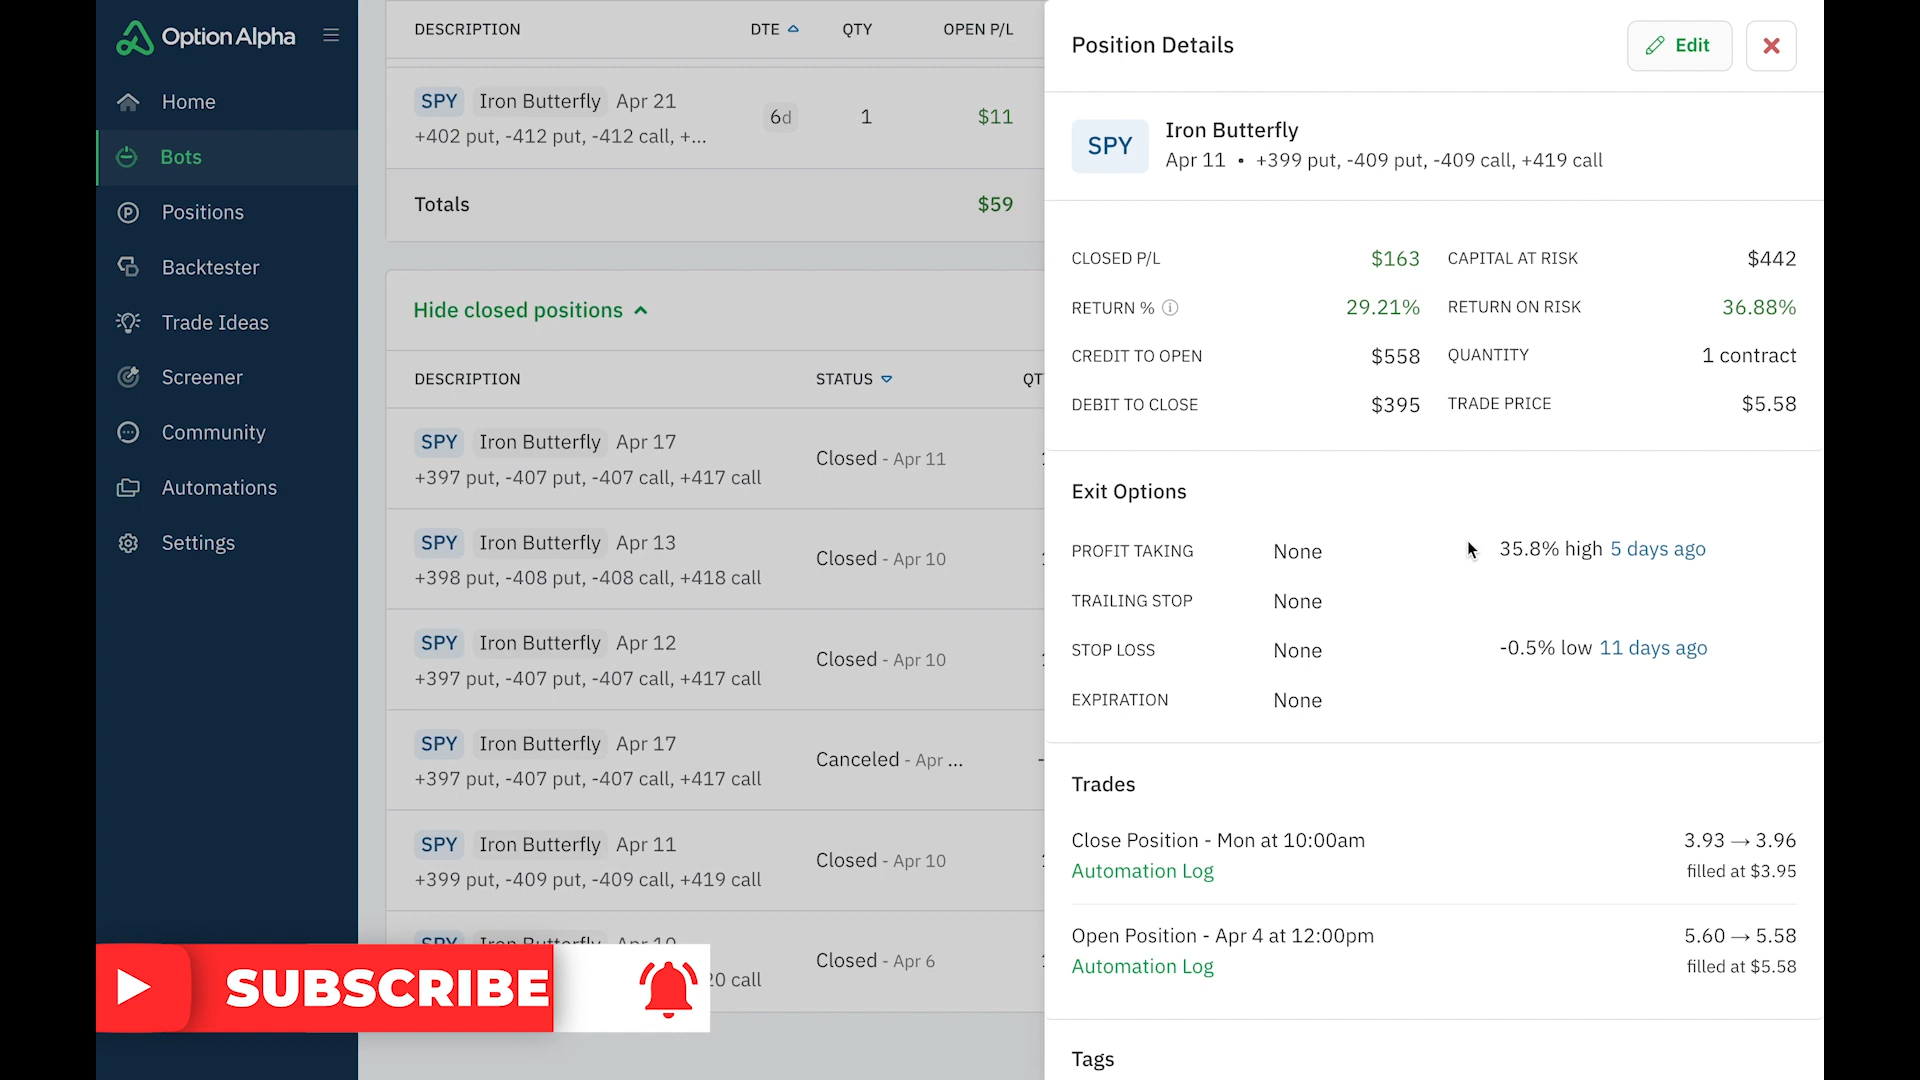 Option Alpha
Home
Bots
Positions
Backtester
Trade Ideas
Screener
Community
Automations
Settings
DESCRIPTION DTE QTY OPEN P/L
SPY Iron Butterfly Apr 21
+402 put, -412 put, -412 call, +...
6d 1 $11
Totals $59
Hide closed positions
DESCRIPTION STATUS QT
SPY Iron Butterfly Apr 17
+397 put, -407 put, -407 call, +417 call
Closed - Apr 11
SPY Iron Butterfly Apr 13
+398 put, -408 put, -408 call, +418 call
Closed - Apr 10
SPY Iron Butterfly Apr 12
+397 put, -407 put, -407 call, +417 call
Closed - Apr 10
SPY Iron Butterfly Apr 17
+397 put, -407 put, -407 call, +417 call
Canceled - Apr ...
SPY Iron Butterfly Apr 11
+399 put, -409 put, -409 call, +419 call
Closed - Apr 10
SPY Iron Butterfly Apr 10
20 call
Closed - Apr 6
SUBSCRIBE
Position Details
Edit
SPY
Iron Butterfly
Apr 11 • +399 put, -409 put, -409 call, +419 call
CLOSED P/L $163 CAPITAL AT RISK $442
RETURN % $29.21% RETURN ON RISK 36.88%
CREDIT TO OPEN $558 QUANTITY 1 contract
DEBIT TO CLOSE $395 TRADE PRICE $5.58
Exit Options
PROFIT TAKING None 35.8% high 5 days ago
TRAILING STOP None
STOP LOSS None -0.5% low 11 days ago
EXPIRATION None
Trades
Close Position - Mon at 10:00am 3.93 → 3.96
Automation Log filled at $3.95
Open Position - Apr 4 at 12:00pm 5.60 → 5.58
Automation Log filled at $5.58
Tags